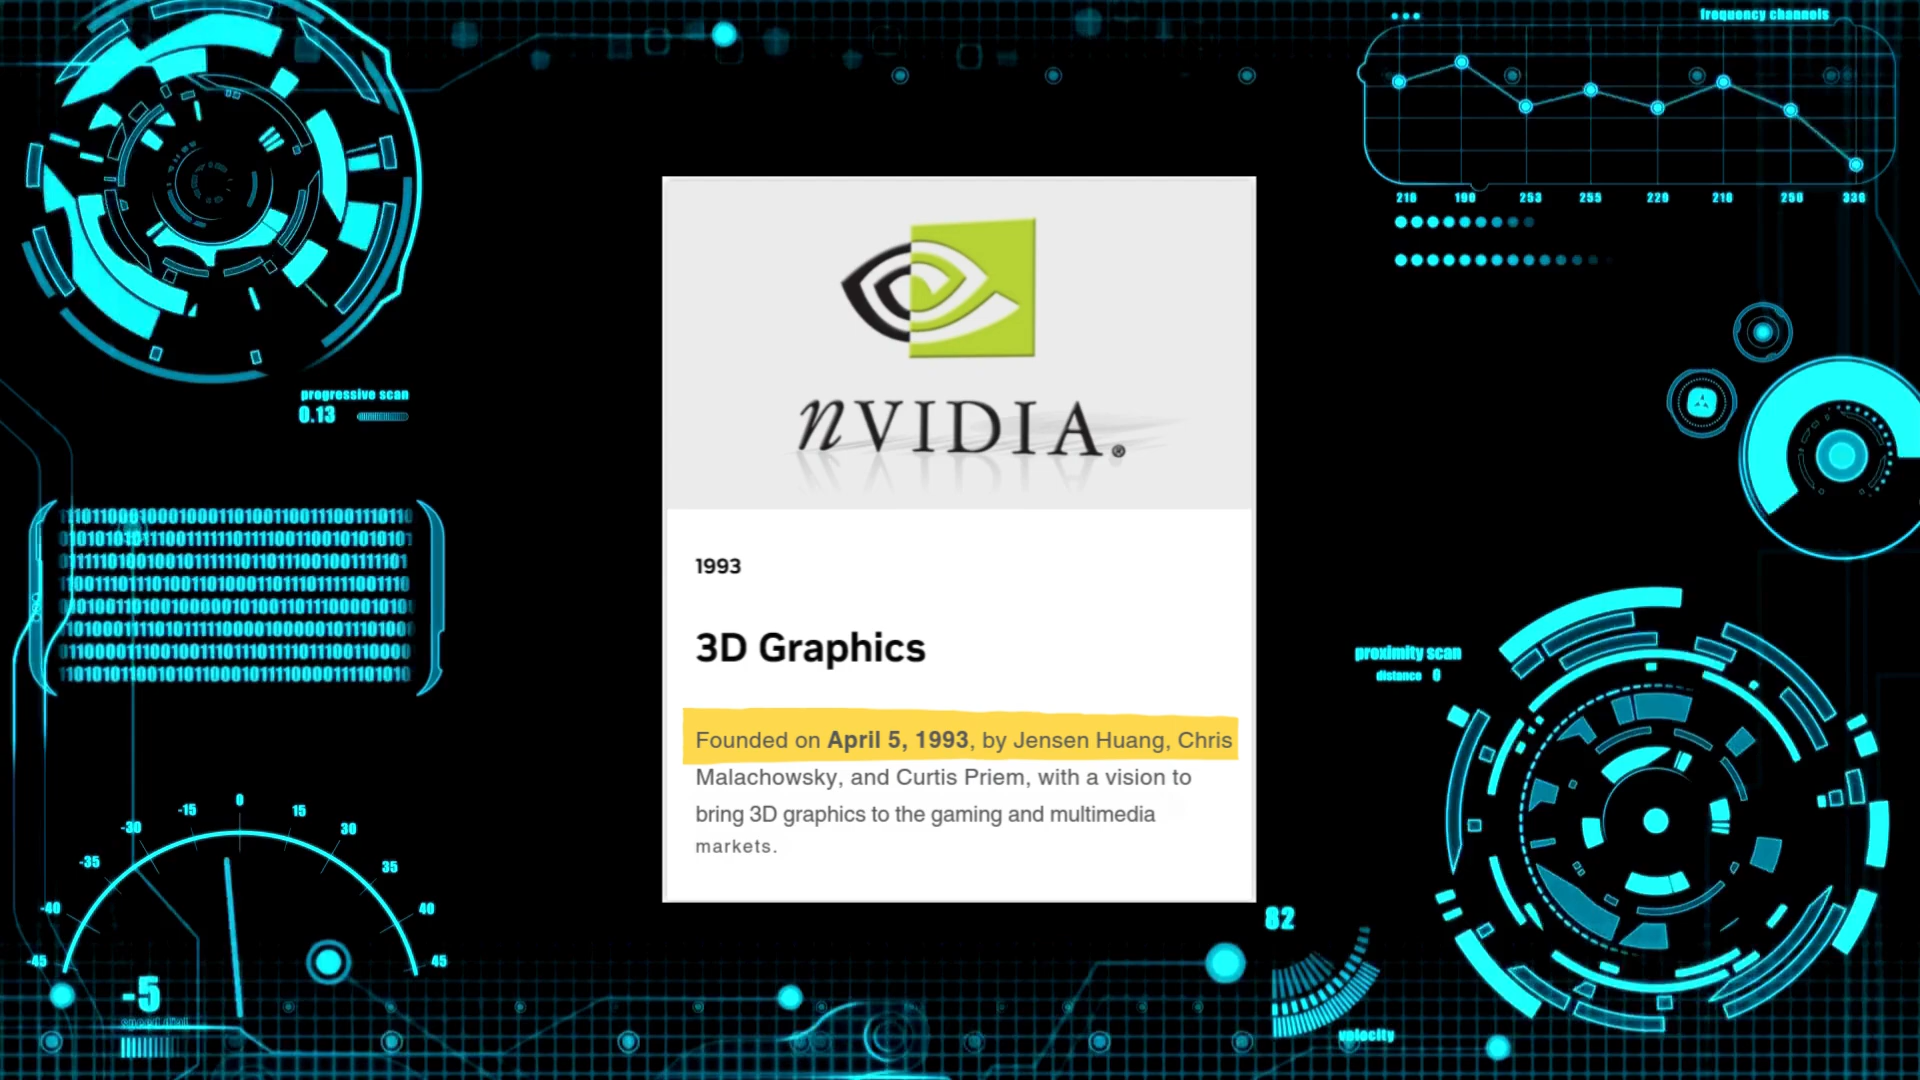 frequency channels
210 190 253 255 220 210 290 330
progressive scan
0.13
nVIDIA.®
1993
3D Graphics
Founded on April 5, 1993, by Jensen Huang, Chris
Malachowsky, and Curtis Priem, with a vision to
bring 3D graphics to the gaming and multimedia
markets.
proximity scan
distance 0
-45 -40 -35 -30 -15 0 15 30 35 40 45
-5
speed dial
82
velocity